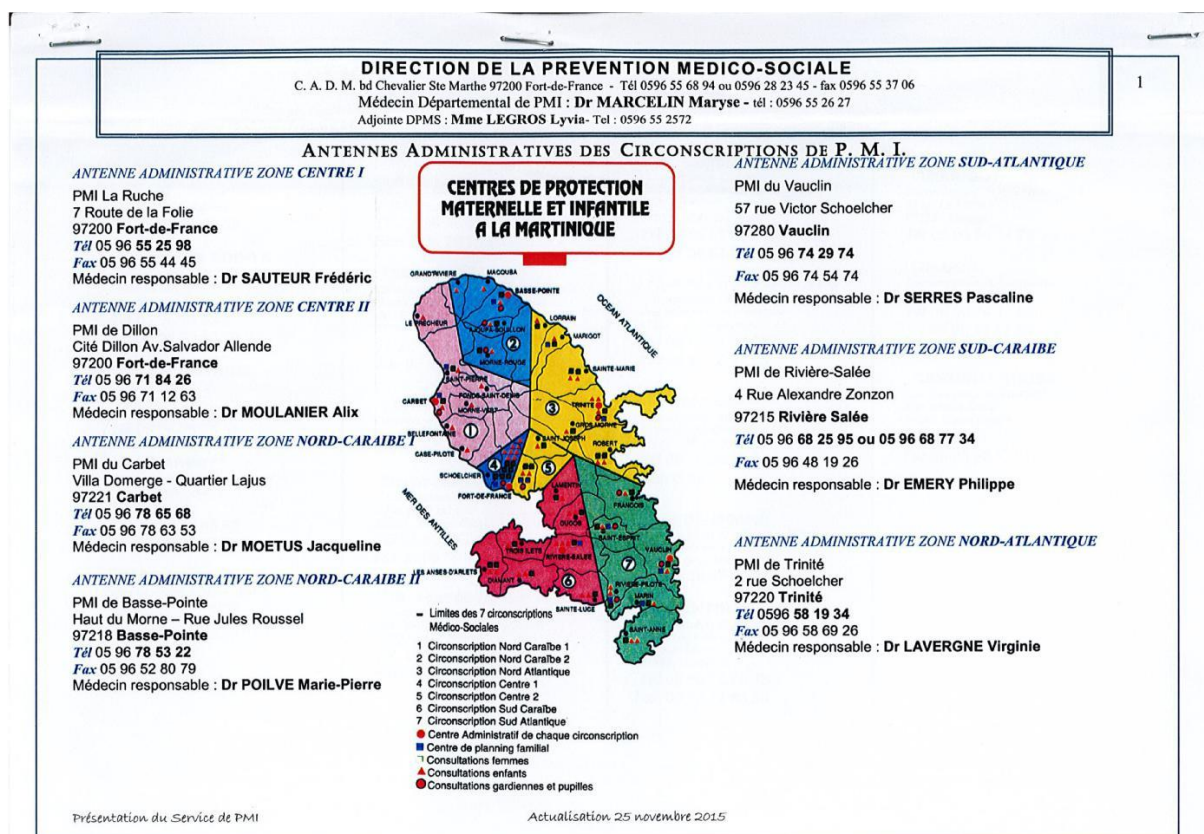 DIRECTION DE LA PREVENTION MEDICO-SOCIALE
C. A. D. M. bd Chevalier Ste Marthe 97200 Fort-de-France - Tél 0596 55 68 94 ou 0596 28 23 45 - fax 0596 55 37 06
Médecin Départemental de PMI : Dr MARCELIN Maryse - tél : 0596 55 26 27
Adjointe DPMS : Mme LEGROS Lyvia- Tel : 0596 55 2572
1
ANTENNES ADMINISTRATIVES DES CIRCONSCRIPTIONS DE P. M. I.
ANTENNE ADMINISTRATIVE ZONE CENTRE I
PMI La Ruche
7 Route de la Folie
97200 Fort-de-France
Tél 05 96 55 25 98
Fax 05 96 55 44 45
Médecin responsable : Dr SAUTEUR Frédéric
ANTENNE ADMINISTRATIVE ZONE CENTRE II
PMI de Dillon
Cité Dillon Av.Salvador Allende
97200 Fort-de-France
Tél 05 96 71 84 26
Fax 05 96 71 12 63
Médecin responsable : Dr MOULANIER Alix
ANTENNE ADMINISTRATIVE ZONE NORD-CARAIBE I
PMI du Carbet
Villa Domerge - Quartier Lajus
97221 Carbet
Tél 05 96 78 65 68
Fax 05 96 78 63 53
Médecin responsable : Dr MOETUS Jacqueline
ANTENNE ADMINISTRATIVE ZONE NORD-CARAIBE II
PMI de Basse-Pointe
Haut du Morne – Rue Jules Roussel
97218 Basse-Pointe
Tél 05 96 78 53 22
Fax 05 96 52 80 79
Médecin responsable : Dr POILVE Marie-Pierre
CENTRES DE PROTECTION
MATERNELLE ET INFANTILE
A LA MARTINIQUE
GRAND'RIVIERE
MACOUBA
BASSE-POINTE
OCEAN ATLANTIQUE
LE PRECHEUR
AJOUPA-BOUILLON
LORRAIN
MARIGOT
2
MORNE-ROUGE
SAINTE-MARIE
SAINT-PIERRE
FONDS-SAINT-DENIS
CARBET
MORNE-VERT
3
TRINITE
GROS-MORNE
BELLEFONTAINE
1
SAINT-JOSEPH
ROBERT
CASE-PILOTE
4
5
SCHOELCHER
FORT-DE-FRANCE
LAMENTIN
FRANCOIS
MER DES ANTILLES
DUCOS
SAINT-ESPRIT
TROIS ILETS
RIVIERE-SALEE
VAUCLIN
7
LES ANSES D'ARLETS
DIAMANT
6
RIVIERE-PILOTE
MARIN
SAINTE-LUCE
SAINT-ANNE
Limites des 7 circonscriptions
Médico-Sociales
1 Circonscription Nord Caraïbe 1
2 Circonscription Nord Caraïbe 2
3 Circonscription Nord Atlantique
4 Circonscription Centre 1
5 Circonscription Centre 2
6 Circonscription Sud Caraïbe
7 Circonscription Sud Atlantique
Centre Administratif de chaque circonscription
Centre de planning familial
Consultations femmes
Consultations enfants
Consultations gardiennes et pupilles
ANTENNE ADMINISTRATIVE ZONE SUD-ATLANTIQUE
PMI du Vauclin
57 rue Victor Schoelcher
97280 Vauclin
Tél 05 96 74 29 74
Fax 05 96 74 54 74
Médecin responsable : Dr SERRES Pascaline
ANTENNE ADMINISTRATIVE ZONE SUD-CARAIBE
PMI de Rivière-Salée
4 Rue Alexandre Zonzon
97215 Rivière Salée
Tél 05 96 68 25 95 ou 05 96 68 77 34
Fax 05 96 48 19 26
Médecin responsable : Dr EMERY Philippe
ANTENNE ADMINISTRATIVE ZONE NORD-ATLANTIQUE
PMI de Trinité
2 rue Schoelcher
97220 Trinité
Tél 0596 58 19 34
Fax 05 96 58 69 26
Médecin responsable : Dr LAVERGNE Virginie
Présentation du Service de PMI
Actualisation 25 novembre 2015